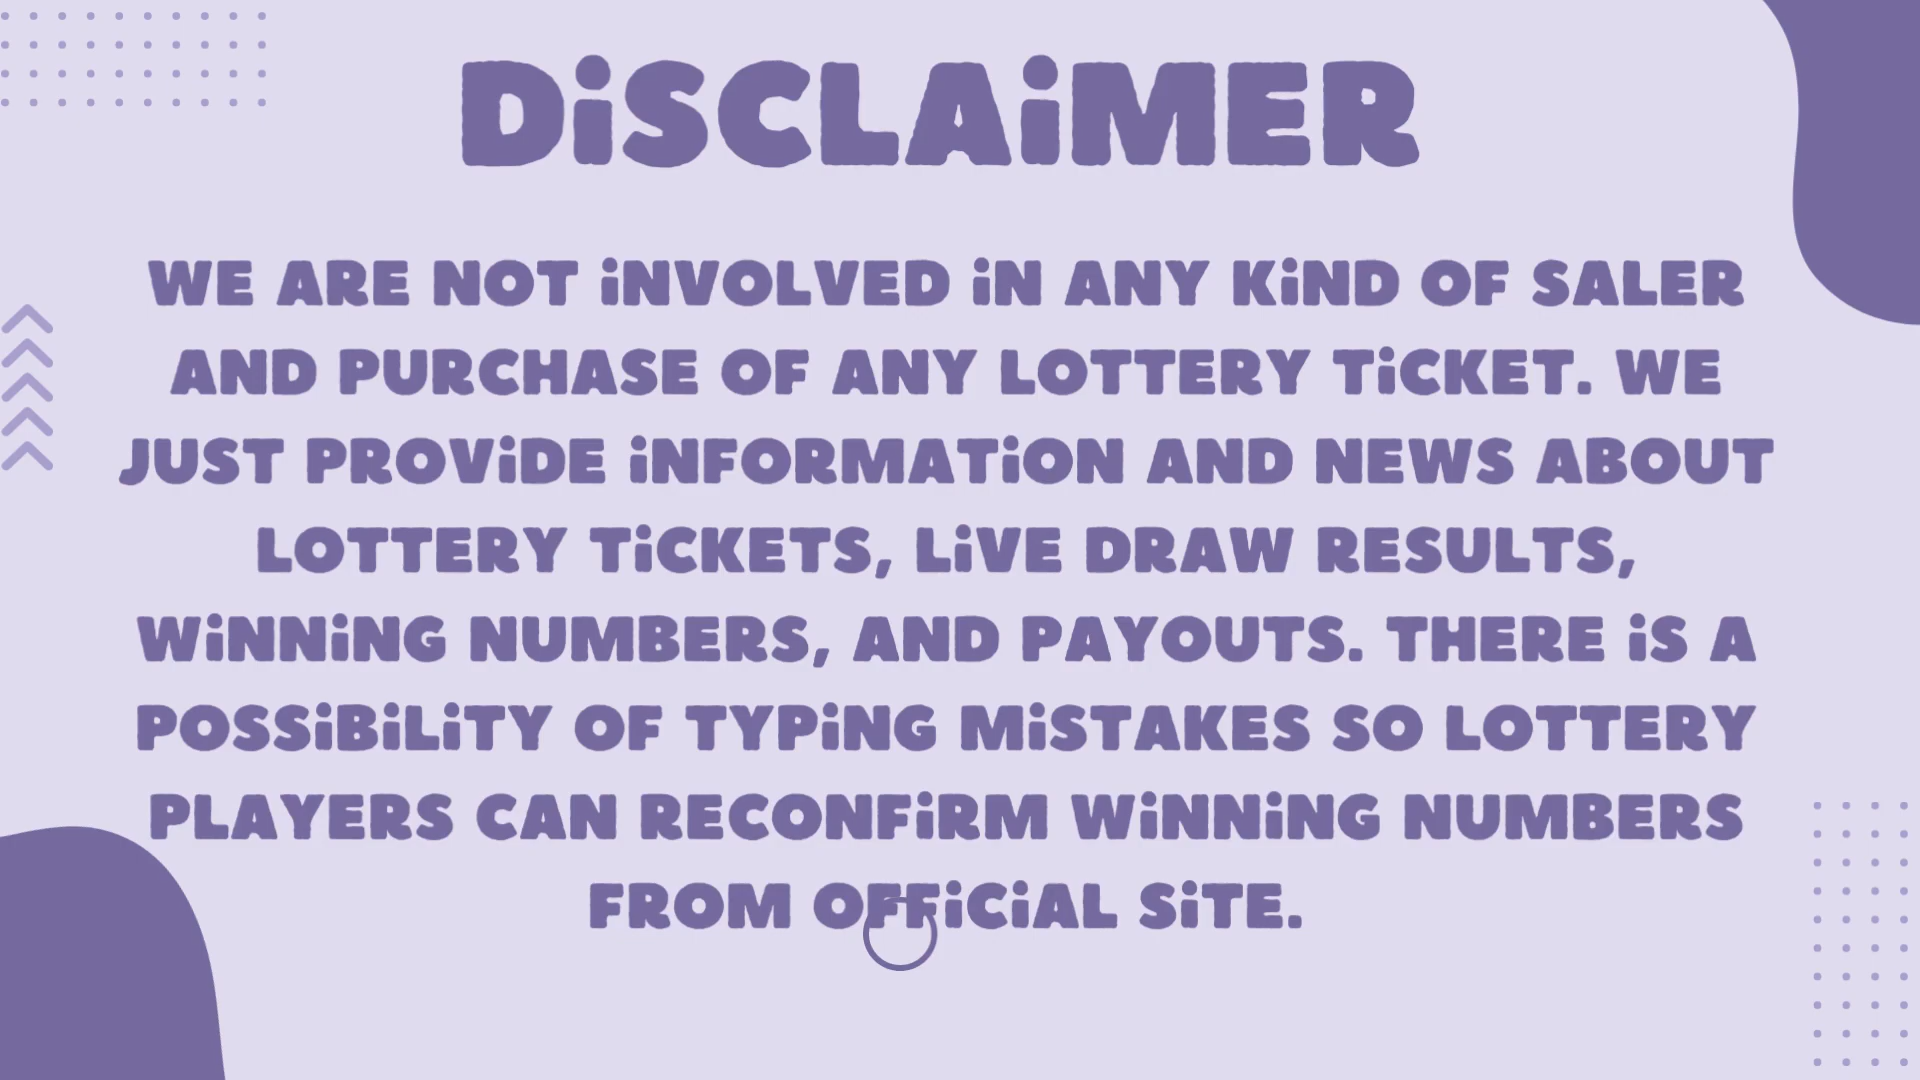 DiSCLAiMER
WE ARE NOT iNVOLVED iN ANY KiND OF SALER
AND PURCHASE OF ANY LOTTERY TiCKET. WE
JUST PROViDE iNFORMATiON AND NEWS ABOUT
LOTTERY TiCKETS, LiVE DRAW RESULTS,
WiNNiNG NUMBERS, AND PAYOUTS. THERE iS A
POSSiBiLiTY OF TYPiNG MiSTAKES SO LOTTERY
PLAYERS CAN RECONFiRM WiNNiNG NUMBERS
FROM OFFiCiAL SiTE.